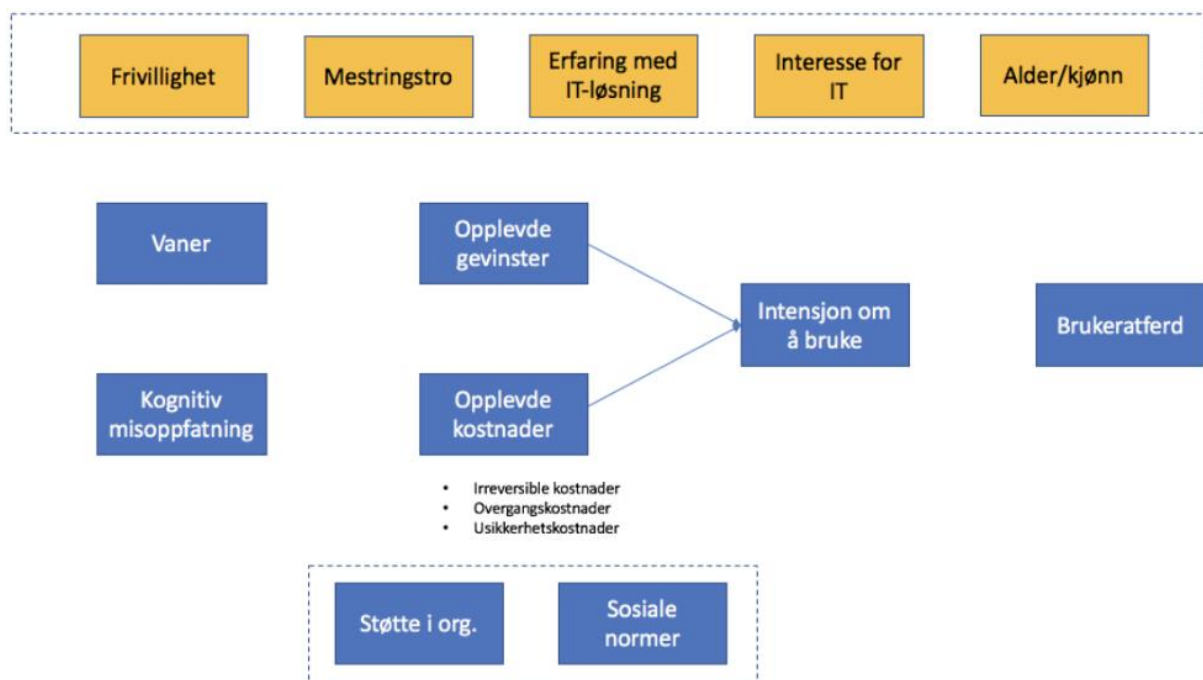 Frivillighet
Mestringstro
Erfaring med
IT-løsning
Interesse for
IT
Alder/kjønn
Vaner
Opplevde
gevinster
Intensjon om
å bruke
Brukeratferd
Kognitiv
misoppfatning
Opplevde
kostnader
• Irreversible kostnader
• Overgangskostnader
• Usikkerhetskostnader
Støtte i org.
Sosiale
normer